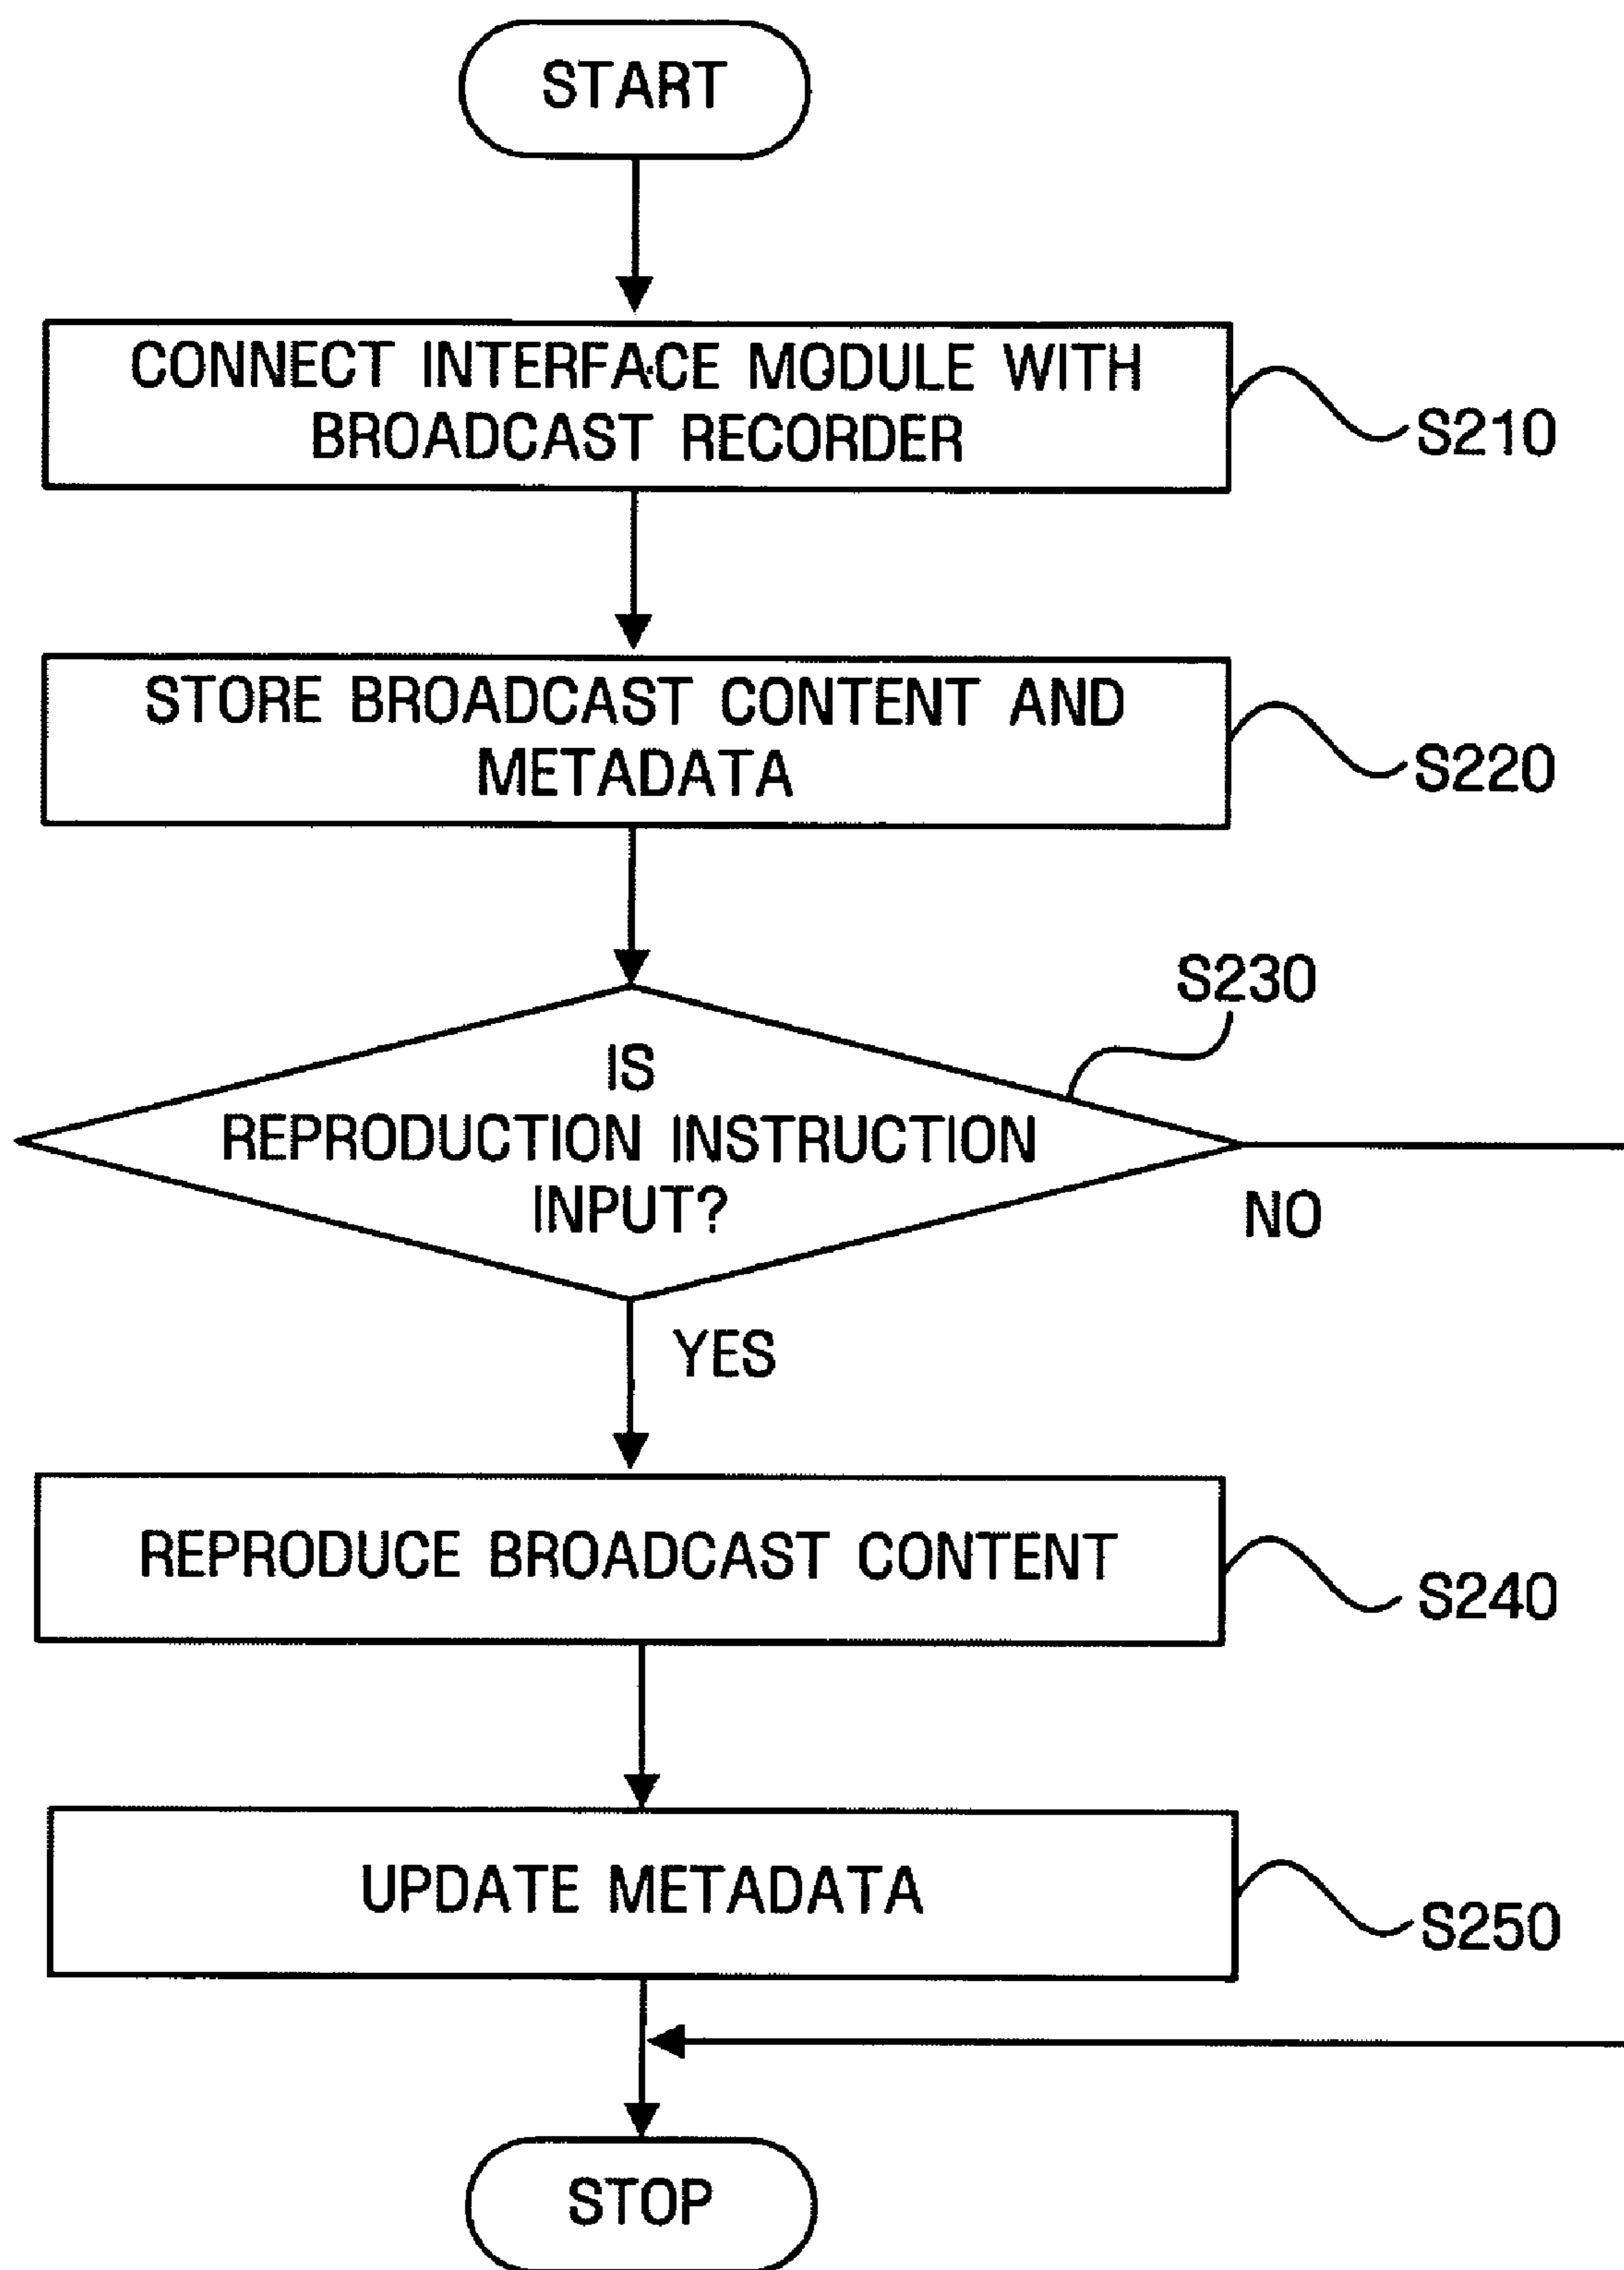 START
CONNECT INTERFACE MODULE WITH
BROADCAST RECORDER
S210
STORE BROADCAST CONTENT AND
METADATA
S220
S230
IS
REPRODUCTION INSTRUCTION
INPUT?
NO
YES
REPRODUCE BROADCAST CONTENT
S240
UPDATE METADATA
S250
STOP